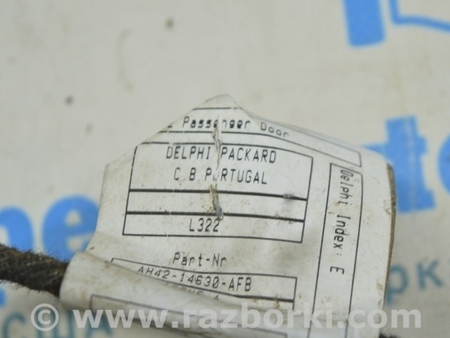 Passenger Door
DELPHI PACKARD
C B PORTUGAL
L322
Part-Nr
AH42-14630-AFB
Delphi Index: E
© www.razborki.com